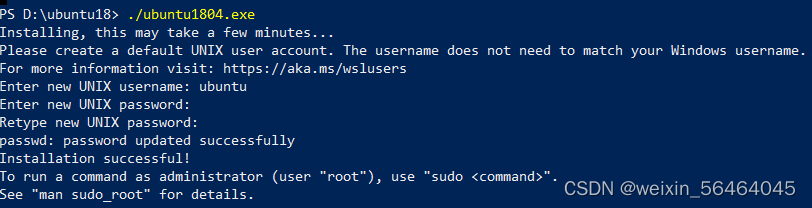 PS D:\ubuntu18> ./ubuntu1804.exe
Installing, this may take a few minutes...
Please create a default UNIX user account. The username does not need to match your Windows username.
For more information visit: https://aka.ms/wslusers
Enter new UNIX username: ubuntu
Enter new UNIX password:
Retype new UNIX password:
passwd: password updated successfully
Installation successful!
To run a command as administrator (user "root"), use "sudo <command>".
See "man sudo_root" for details.
CSDN @weixin_56464045